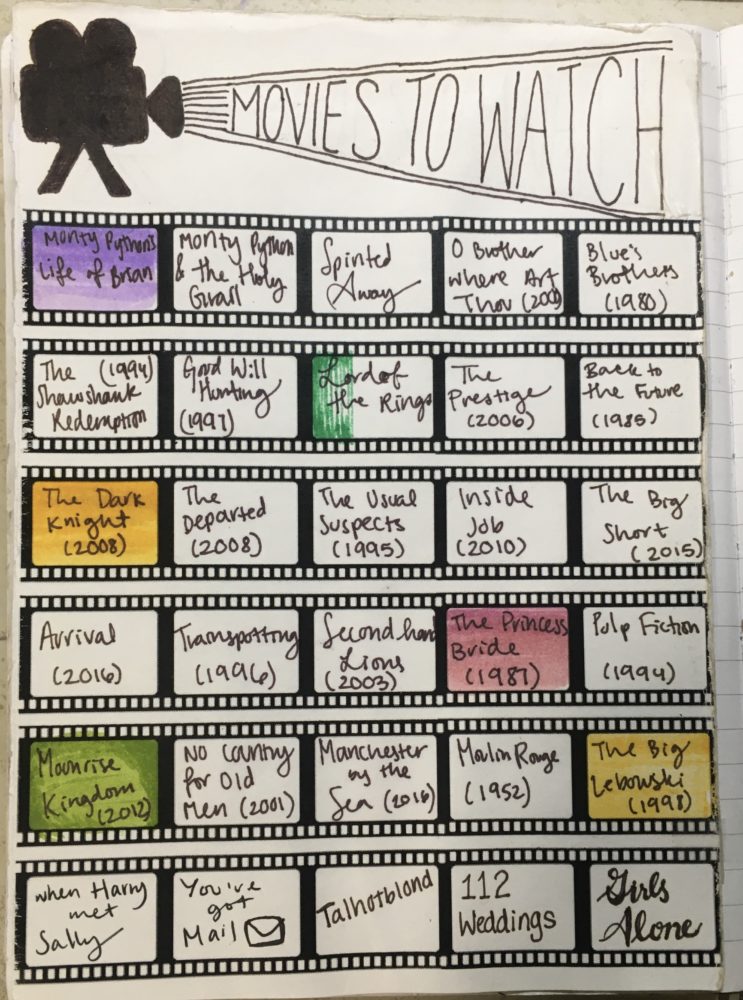 MOVIES TO WATCH
Monty Python's
Life of Brian
Monty Python
& the Holy
Grail
Spirited
Away
O Brother
where Art
Thou (2000)
Blue's
Brothers
(1980)
The (1994)
Shawshank
Redemption
Good Will
Hunting
(1997)
Lord of
the Rings
The
Prestige
(2006)
Back to
the Future
(1985)
The Dark
Knight
(2008)
The
Departed
(2008)
The Usual
Suspects
(1995)
Inside
Job
(2010)
The Big
Short
(2015)
Arrival
(2016)
Trainspotting
(1996)
Secondhand
Lions
(2003)
The Princess
Bride
(1987)
Pulp Fiction
(1994)
Moonrise
Kingdom
(2012)
No Country
for Old
Men (2001)
Manchester
by the
Sea (2016)
Moulin Rouge
(1952)
The Big
Lebowski
(1998)
When Harry
met
Sally
You've
got
Mail
Talhotblond
112
Weddings
Girls
Alone